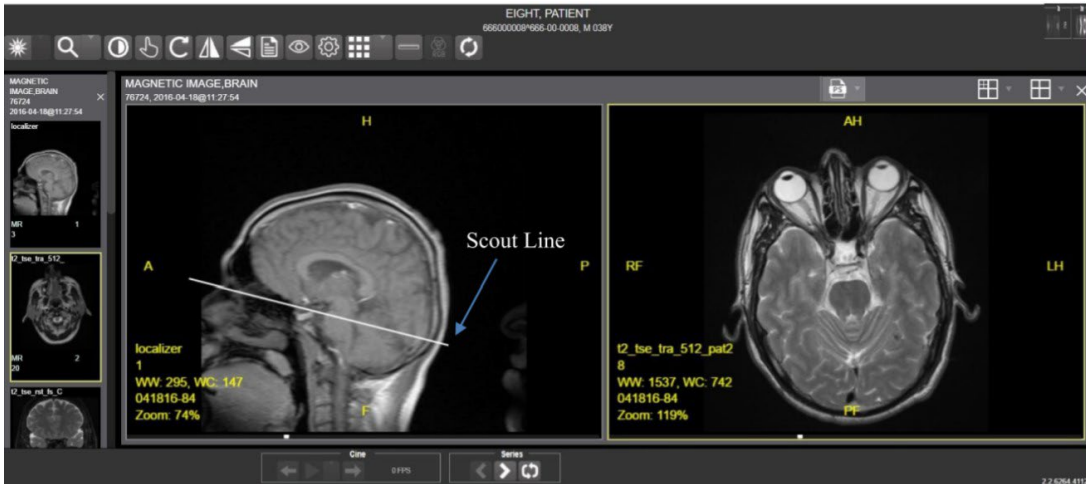 EIGHT, PATIENT
666000008^666-00-0008, M 038Y
MAGNETIC
IMAGE,BRAIN
76724
2016-04-18@11:27:54
localizer
MR 1
3
t2_tse_tra_512_
MR 2
20
t2_tse_rst_fs_C
MAGNETIC IMAGE,BRAIN
76724, 2016-04-18@11:27:54
PS
H
A
P
Scout Line
localizer
1
WW: 295, WC: 147
041816-84
Zoom: 74%
F
AH
RF
LH
t2_tse_tra_512_pat2
8
WW: 1537, WC: 742
041816-84
Zoom: 119%
PF
Cine
0 FPS
Series